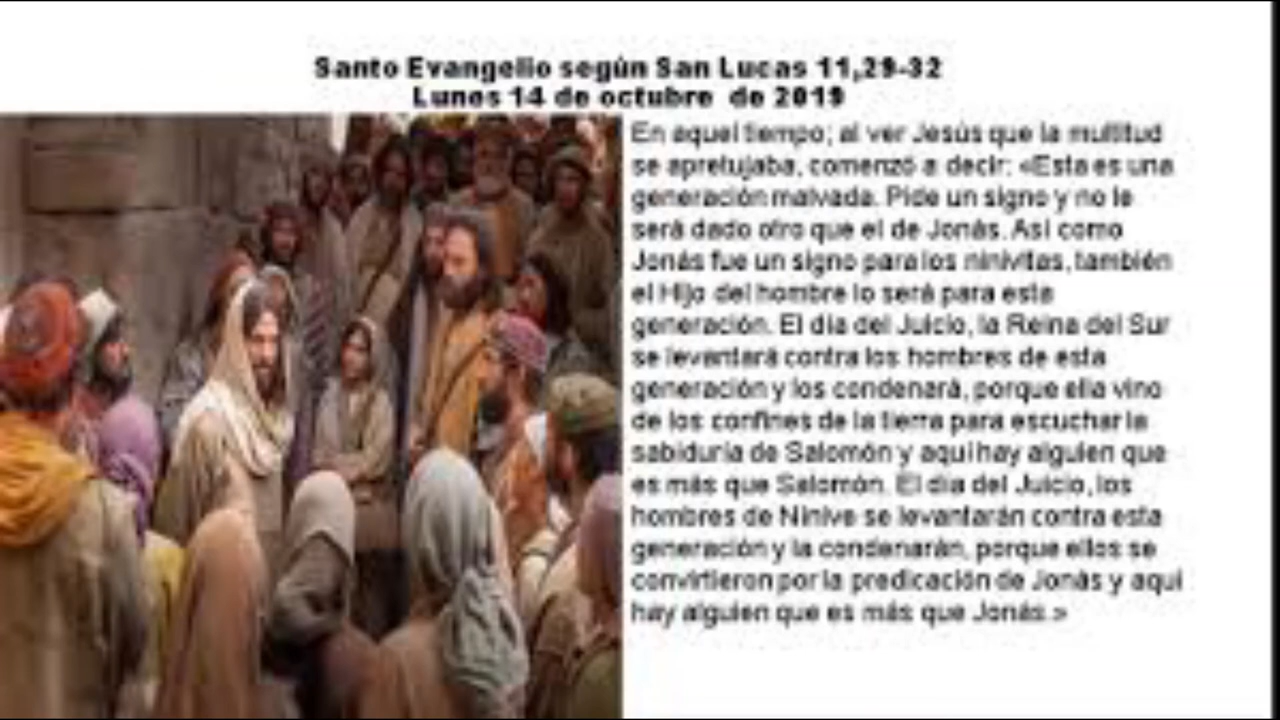 Santo Evangelio según San Lucas 11,29-32
Lunes 14 de octubre de 2019
En aquel tiempo; al ver Jesús que la multitud
se apretujaba, comenzó a decir: «Esta es una
generación malvada. Pide un signo y no le
será dado otro que el de Jonás. Así como
Jonás fue un signo para los ninivitas, también
el Hijo del hombre lo será para esta
generación. El día del Juicio, la Reina del Sur
se levantará contra los hombres de esta
generación y los condenará, porque ella vino
de los confines de la tierra para escuchar la
sabiduría de Salomón y aquí hay alguien que
es más que Salomón. El día del Juicio, los
hombres de Nínive se levantarán contra esta
generación y la condenarán, porque ellos se
convirtieron por la predicación de Jonás y aquí
hay alguien que es más que Jonás.»